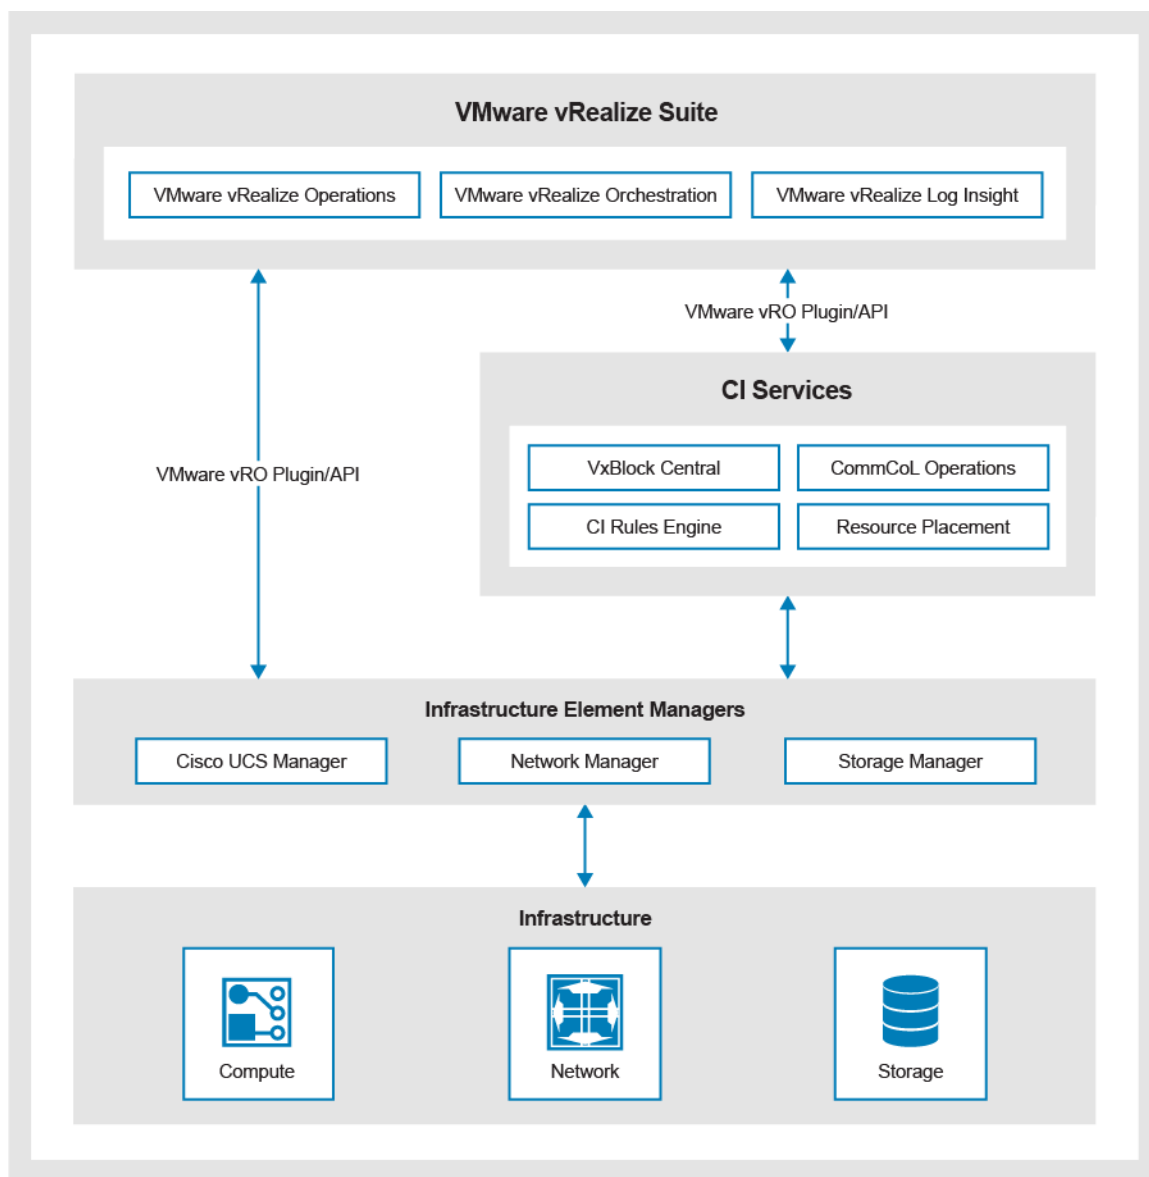 VMware vRealize Suite
VMware vRealize Operations
VMware vRealize Orchestration
VMware vRealize Log Insight
VMware vRO Plugin/API
CI Services
VxBlock Central
CommCoL Operations
CI Rules Engine
Resource Placement
VMware vRO Plugin/API
Infrastructure Element Managers
Cisco UCS Manager
Network Manager
Storage Manager
Infrastructure
Compute
Network
Storage